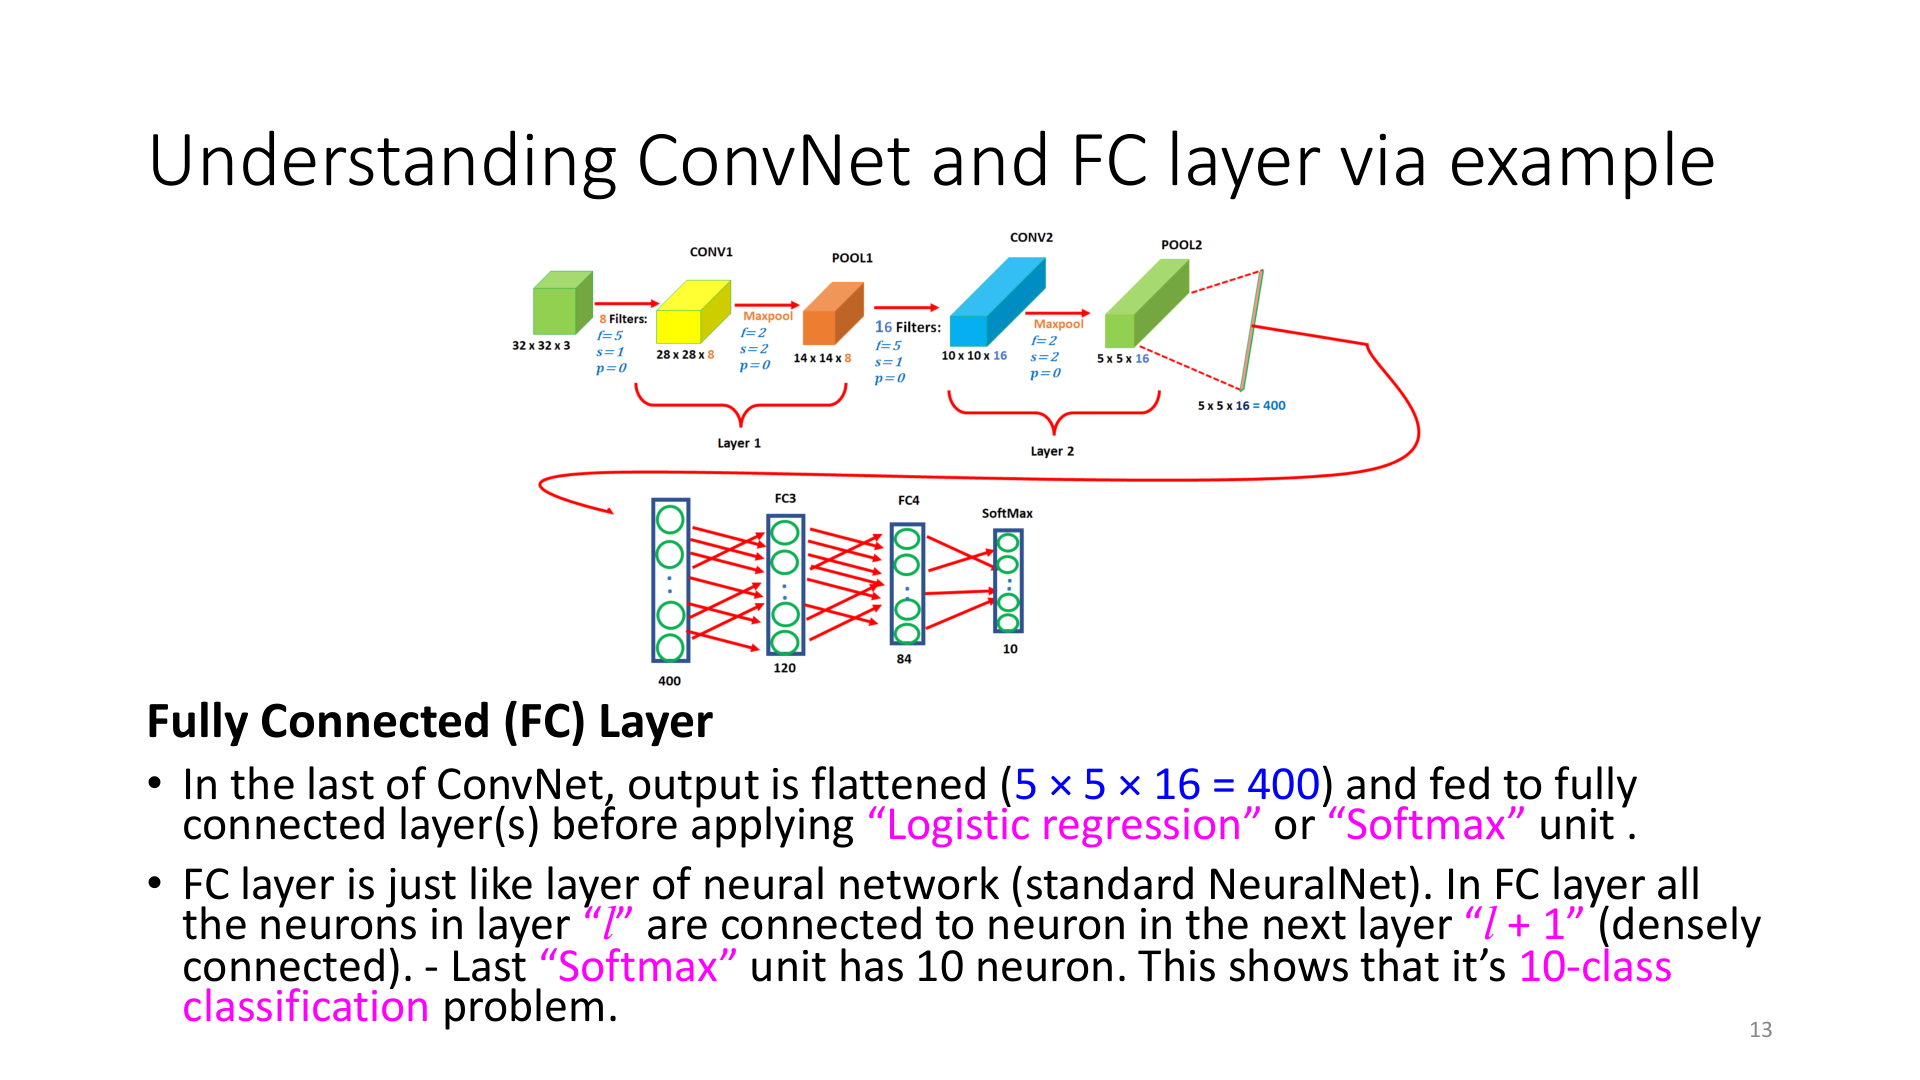 Understanding ConvNet and FC layer via example
CONV1
POOL1
CONV2
POOL2
8 Filters:
f=5
s=1
p=0
32 x 32 x 3
28 x 28 x 8
Maxpool
f=2
s=2
p=0
14 x 14 x 8
16 Filters:
f=5
s=1
p=0
10 x 10 x 16
Maxpool
f=2
s=2
p=0
5 x 5 x 16
5 x 5 x 16 = 400
Layer 1
Layer 2
FC3
FC4
SoftMax
400
120
84
10
Fully Connected (FC) Layer
• In the last of ConvNet, output is flattened (5 × 5 × 16 = 400) and fed to fully
connected layer(s) before applying “Logistic regression” or “Softmax” unit .
• FC layer is just like layer of neural network (standard NeuralNet). In FC layer all
the neurons in layer “l” are connected to neuron in the next layer “l + 1” (densely
connected). - Last “Softmax” unit has 10 neuron. This shows that it’s 10-class
classification problem.
13